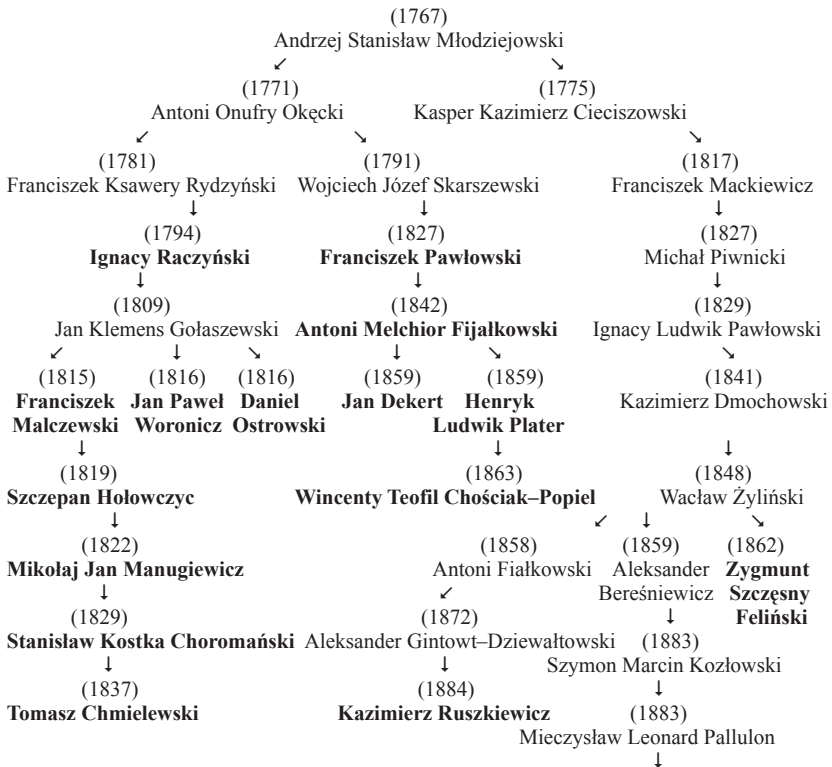 (1767)
Andrzej Stanisław Młodziejowski
↙ ↘
(1771) (1775)
Antoni Onufry Okęcki Kasper Kazimierz Cieciszowski
↙ ↘ ↘
(1781) (1791) (1817)
Franciszek Ksawery Rydzyński Wojciech Józef Skarszewski Franciszek Mackiewicz
↓ ↓ ↓
(1794) (1827) (1827)
Ignacy Raczyński Franciszek Pawłowski Michał Piwnicki
↓ ↓ ↓
(1809) (1842) (1829)
Jan Klemens Gołaszewski Antoni Melchior Fijałkowski Ignacy Ludwik Pawłowski
↙ ↓ ↘ ↓ ↘ ↘
(1815) (1816) (1816) (1859) (1859) (1841)
Franciszek Jan Paweł Daniel Jan Dekert Henryk Kazimierz Dmochowski
Malczewski Woronicz Ostrowski Ludwik Plater
↓ ↓ ↓
(1819) (1863) (1848)
Szczepan Hołowczyc Wincenty Teofil Chościak–Popiel Wacław Żyliński
↓ ↙ ↓ ↘
(1822) (1858) (1859) (1862)
Mikołaj Jan Manugiewicz Antoni Fiałkowski Aleksander Zygmunt
↓ ↙ Bereśniewicz Szczęsny
(1829) (1872) ↓ Feliński
Stanisław Kostka Choromański Aleksander Gintowt–Dziewałtowski (1883)
↓ ↓ Szymon Marcin Kozłowski
(1837) (1884) ↓
Tomasz Chmielewski Kazimierz Ruszkiewicz (1883)
Mieczysław Leonard Pallulon
↓